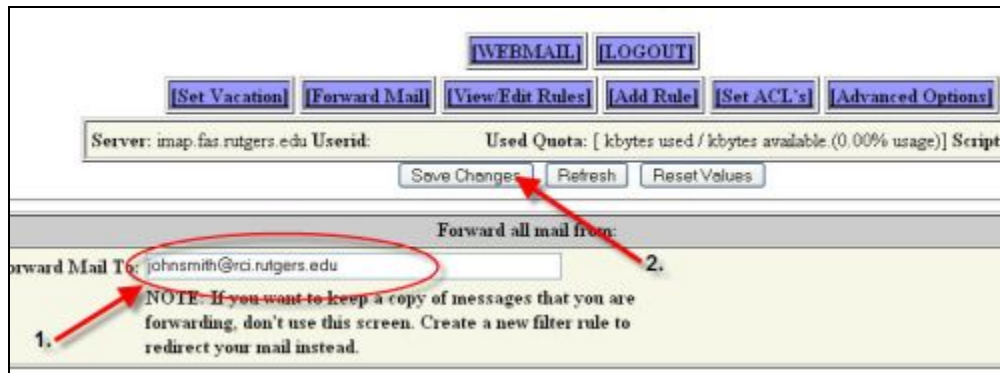 [WEBMAIL] [LOGOUT]
[Set Vacation] [Forward Mail] [View/Edit Rules] [Add Rule] [Set ACL's] [Advanced Options]
Server: imap.fas.rutgers.edu Userid: Used Quota: [ kbytes used / kbytes available (0.00% usage)] Script
Save Changes Refresh Reset Values
Forward all mail from:
orward Mail To: johnsmith@rci.rutgers.edu
2.
NOTE: If you want to keep a copy of messages that you are
forwarding, don't use this screen. Create a new filter rule to
1.
redirect your mail instead.